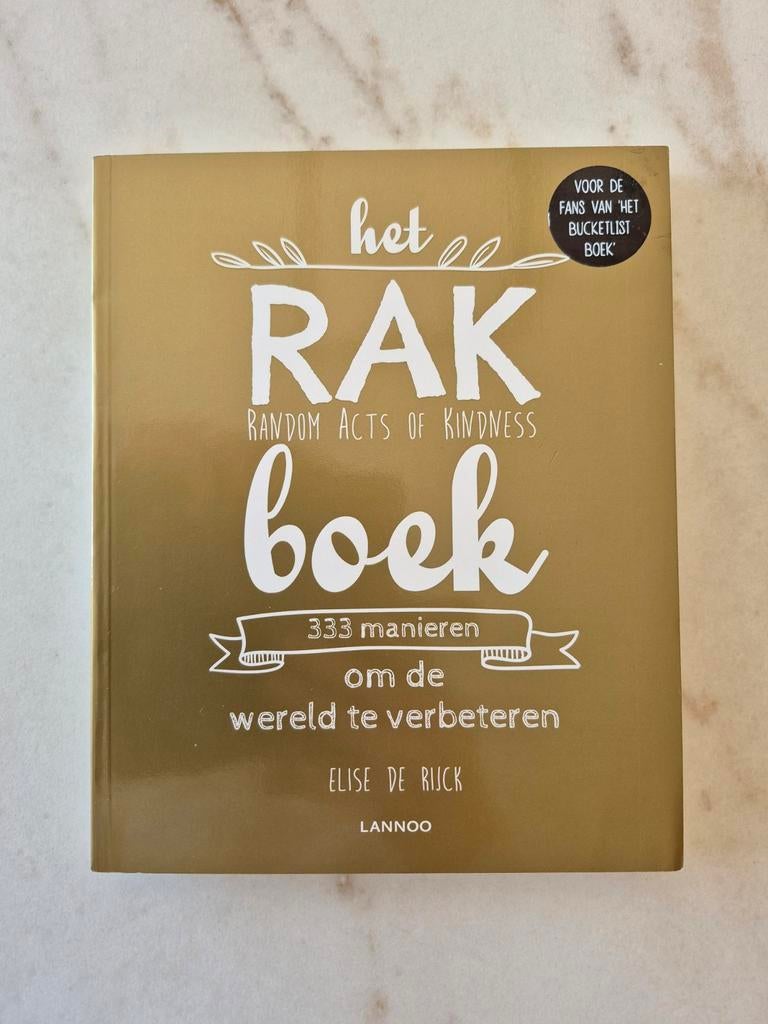 VOOR DE
FANS VAN 'HET
BUCKETLIST
BOEK'
het
RAK
RANDOM ACTS OF KINDNESS
boek
333 manieren
om de
wereld te verbeteren
ELISE DE RIJCK
LANNOO